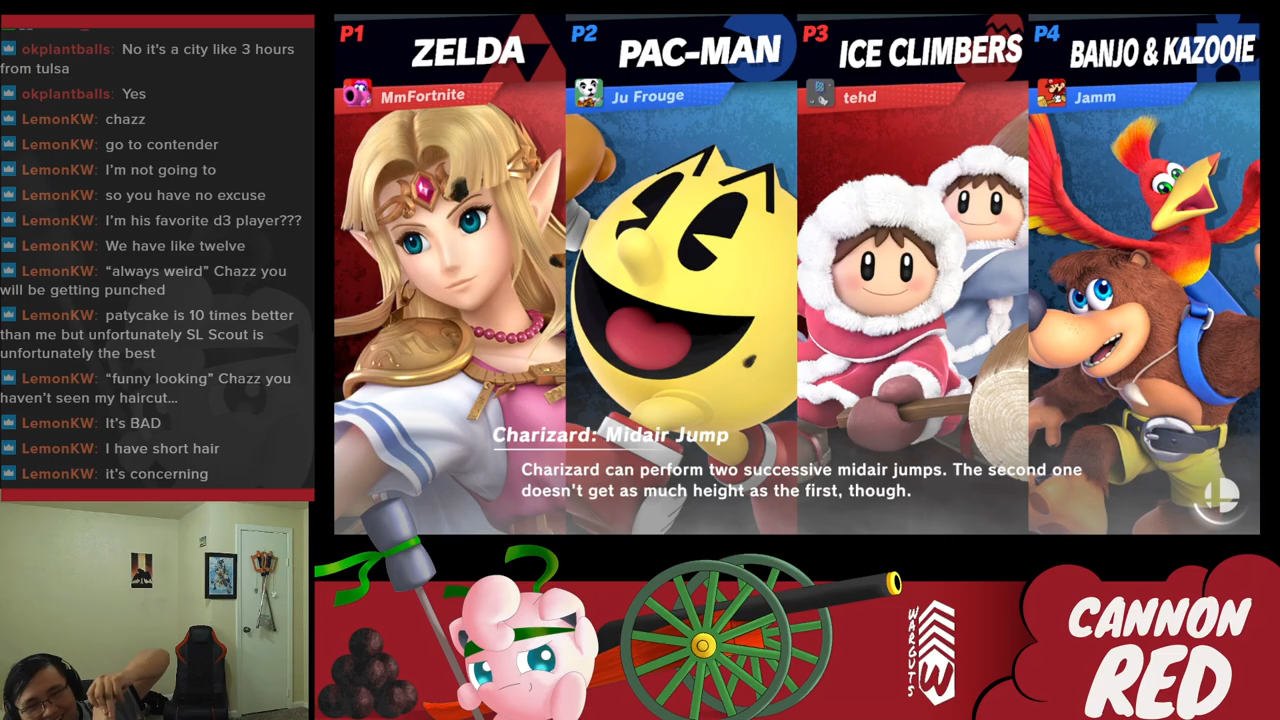 okplantballs: No it's a city like 3 hours
from tulsa
okplantballs: Yes
LemonKW: chazz
LemonKW: go to contender
LemonKW: I'm not going to
LemonKW: so you have no excuse
LemonKW: I'm his favorite d3 player???
LemonKW: We have like twelve
LemonKW: “always weird” Chazz you
will be getting punched
LemonKW: patycake is 10 times better
than me but unfortunately SL Scout is
unfortunately the best
LemonKW: “funny looking” Chazz you
haven't seen my haircut...
LemonKW: It's BAD
LemonKW: I have short hair
LemonKW: it's concerning
P1 ZELDA
MmFortnite
P2 PAC-MAN
Ju Frouge
P3 ICE CLIMBERS
tehd
P4 BANJO & KAZOOIE
Jamm
Charizard: Midair Jump
Charizard can perform two successive midair jumps. The second one
doesn't get as much height as the first, though.
WARGUTS
CANNON
RED